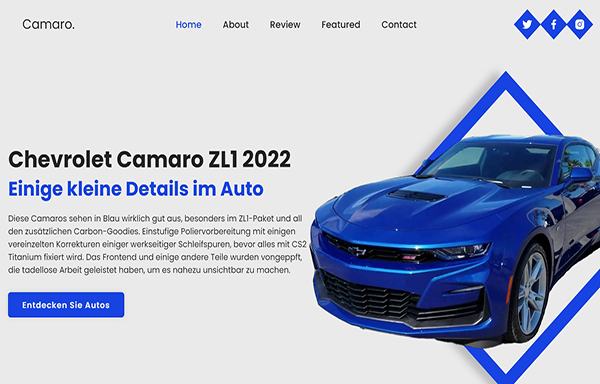 Camaro.
Home About Review Featured Contact
Chevrolet Camaro ZL1 2022
Einige kleine Details im Auto
Diese Camaros sehen in Blau wirklich gut aus, besonders im ZL1-Paket und all
den zusätzlichen Carbon-Goodies. Einstufige Poliervorbereitung mit einigen
vereinzelten Korrekturen einiger werkseitiger Schleifspuren, bevor alles mit CS2
Titanium fixiert wird. Das Frontend und einige andere Teile wurden vongeppft,
die tadellose Arbeit geleistet haben, um es nahezu unsichtbar zu machen.
Entdecken Sie Autos